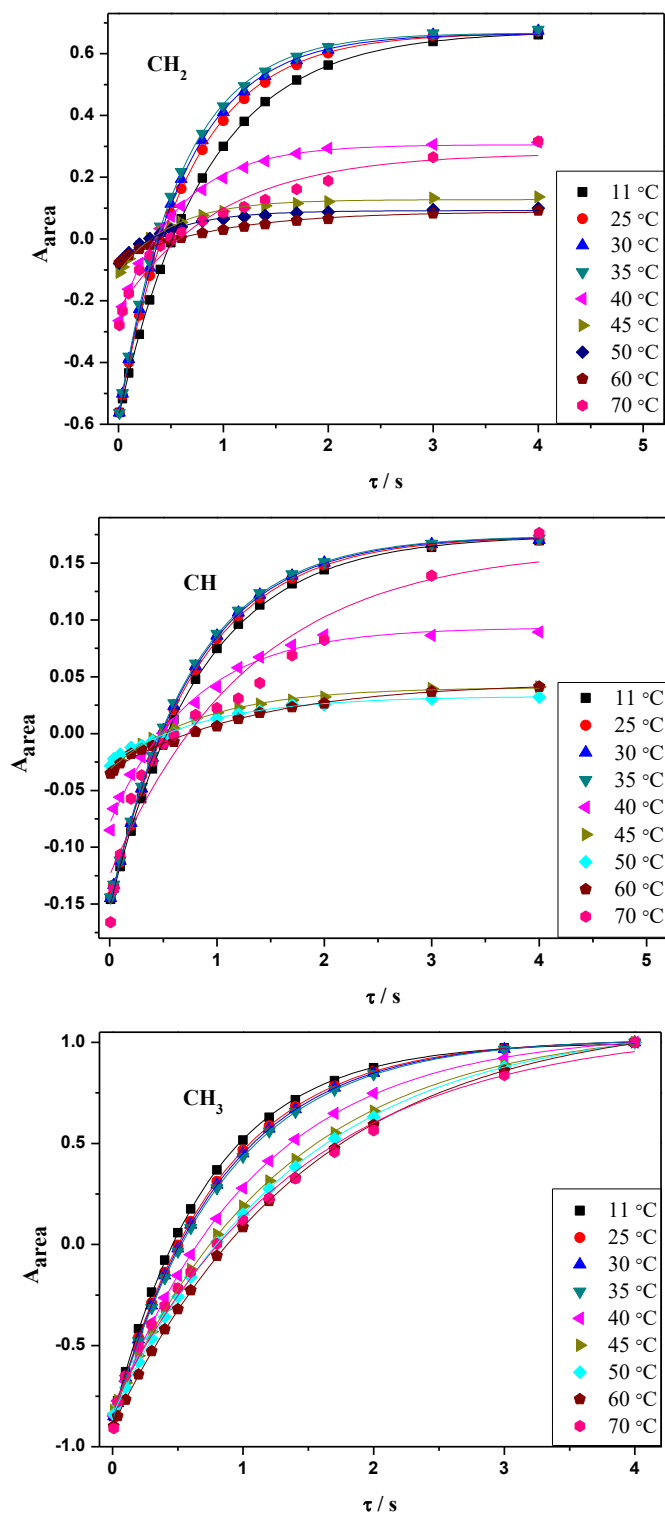 CH2
0.6
0.4
0.2
0.0
-0.2
-0.4
-0.6
Aarea
0 1 2 3 4 5
τ / s
11 °C
25 °C
30 °C
35 °C
40 °C
45 °C
50 °C
60 °C
70 °C
CH
0.15
0.10
0.05
0.00
-0.05
-0.10
-0.15
Aarea
0 1 2 3 4 5
τ / s
11 °C
25 °C
30 °C
35 °C
40 °C
45 °C
50 °C
60 °C
70 °C
CH3
1.0
0.5
0.0
-0.5
-1.0
Aarea
0 1 2 3 4
τ / s
11 °C
25 °C
30 °C
35 °C
40 °C
45 °C
50 °C
60 °C
70 °C